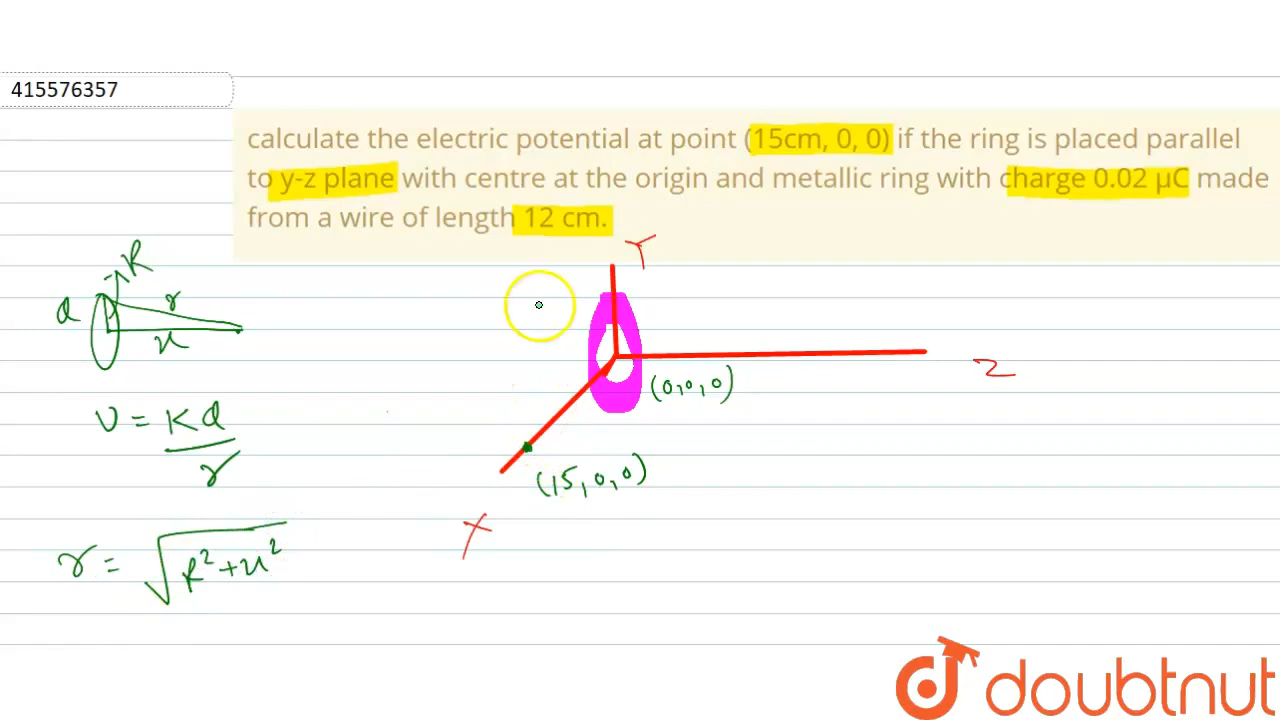 415576357
calculate the electric potential at point (15cm, 0, 0) if the ring is placed parallel
to y-z plane with centre at the origin and metallic ring with charge 0.02 μC made
from a wire of length 12 cm.
Y
R
Q
r
x
Z
(0,0,0)
V = KQ
r
(15,0,0)
X
r = √R²+x²
doubtnut